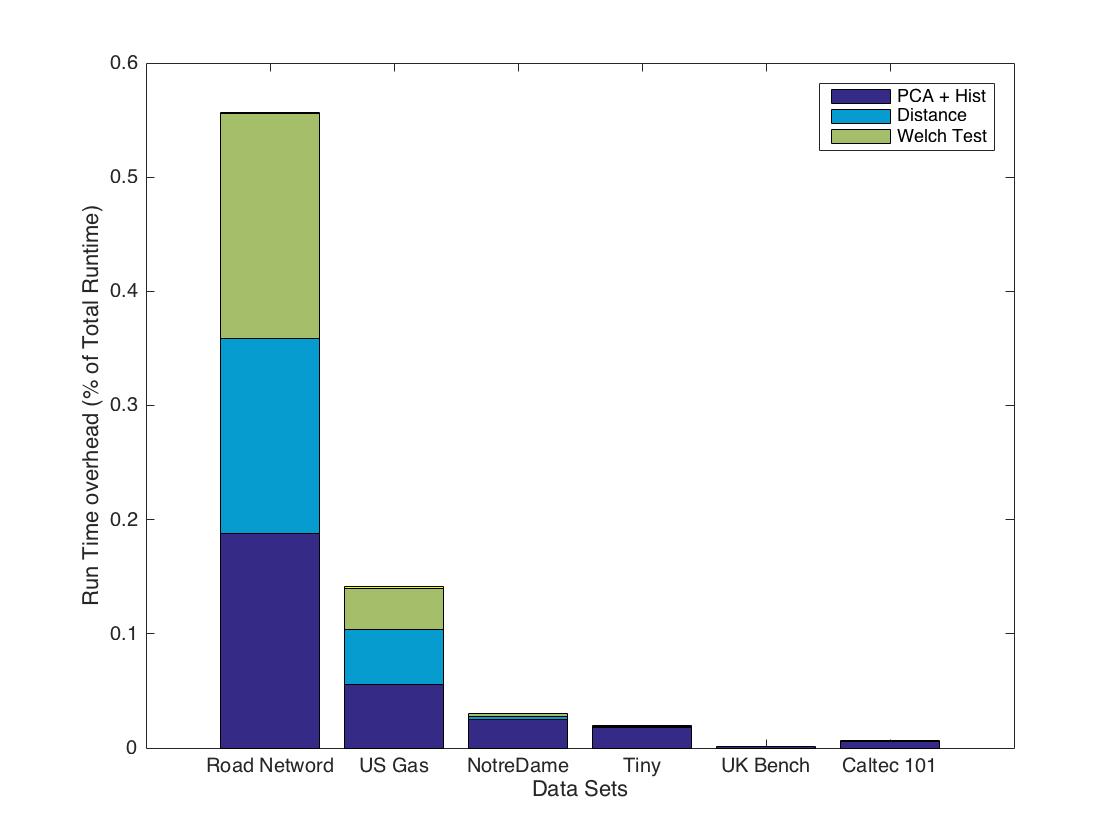 0.6
0.5
0.4
0.3
0.2
0.1
0
Run Time overhead (% of Total Runtime)
PCA + Hist
Distance
Welch Test
Road Netword US Gas NotreDame Tiny UK Bench Caltec 101
Data Sets